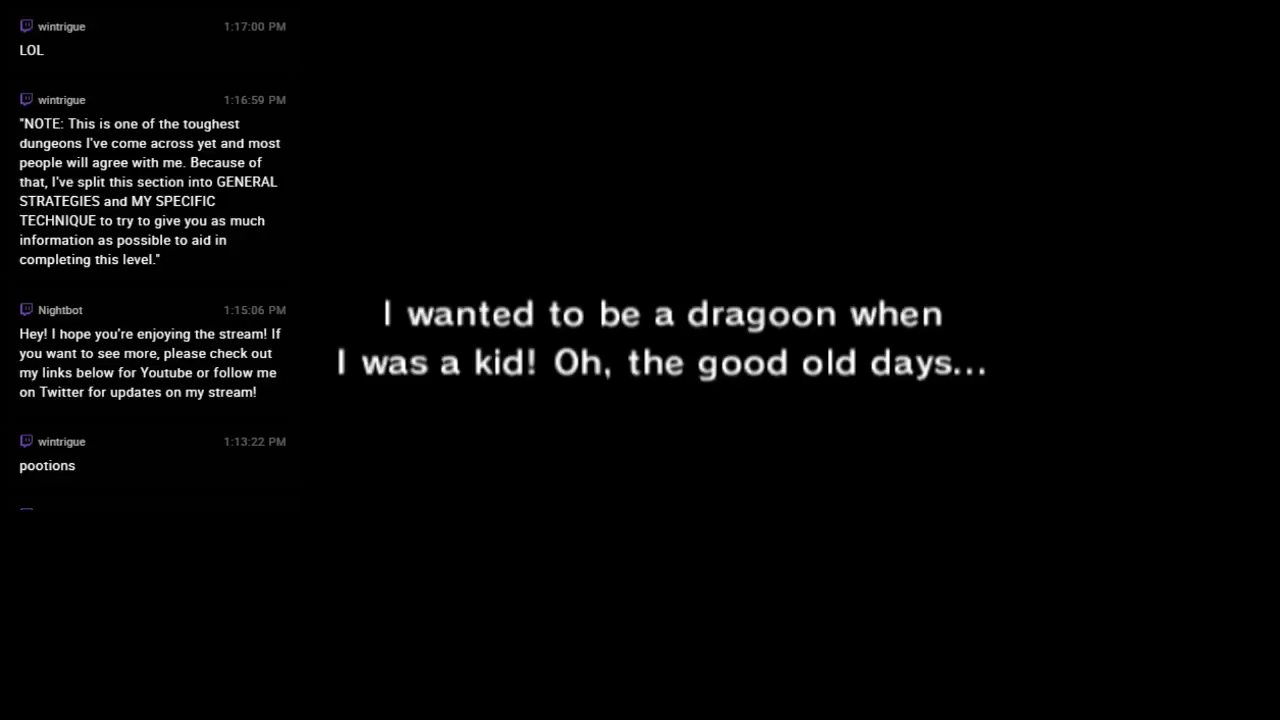 wintrigue 1:17:00 PM
LOL
wintrigue 1:16:59 PM
"NOTE: This is one of the toughest
dungeons I've come across yet and most
people will agree with me. Because of
that, I've split this section into GENERAL
STRATEGIES and MY SPECIFIC
TECHNIQUE to try to give you as much
information as possible to aid in
completing this level."
Nightbot 1:15:06 PM
Hey! I hope you're enjoying the stream! If
you want to see more, please check out
my links below for Youtube or follow me
on Twitter for updates on my stream!
wintrigue 1:13:22 PM
pootions
I wanted to be a dragoon when
I was a kid! Oh, the good old days...